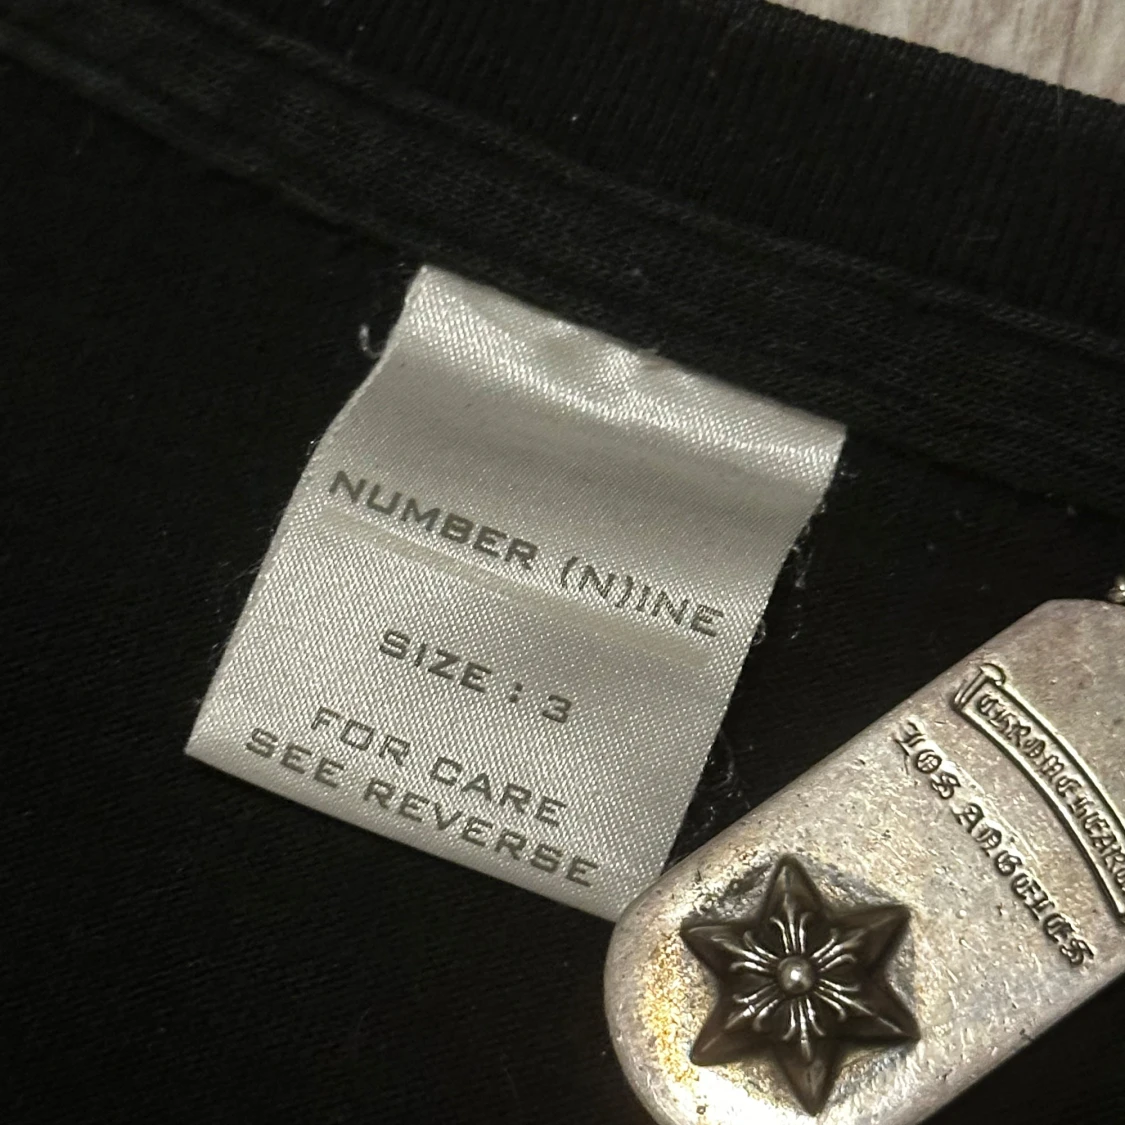 NUMBER (N)INE
SIZE : 3
FOR CARE
SEE REVERSE
CHROME HEARTS
LOS ANGELES